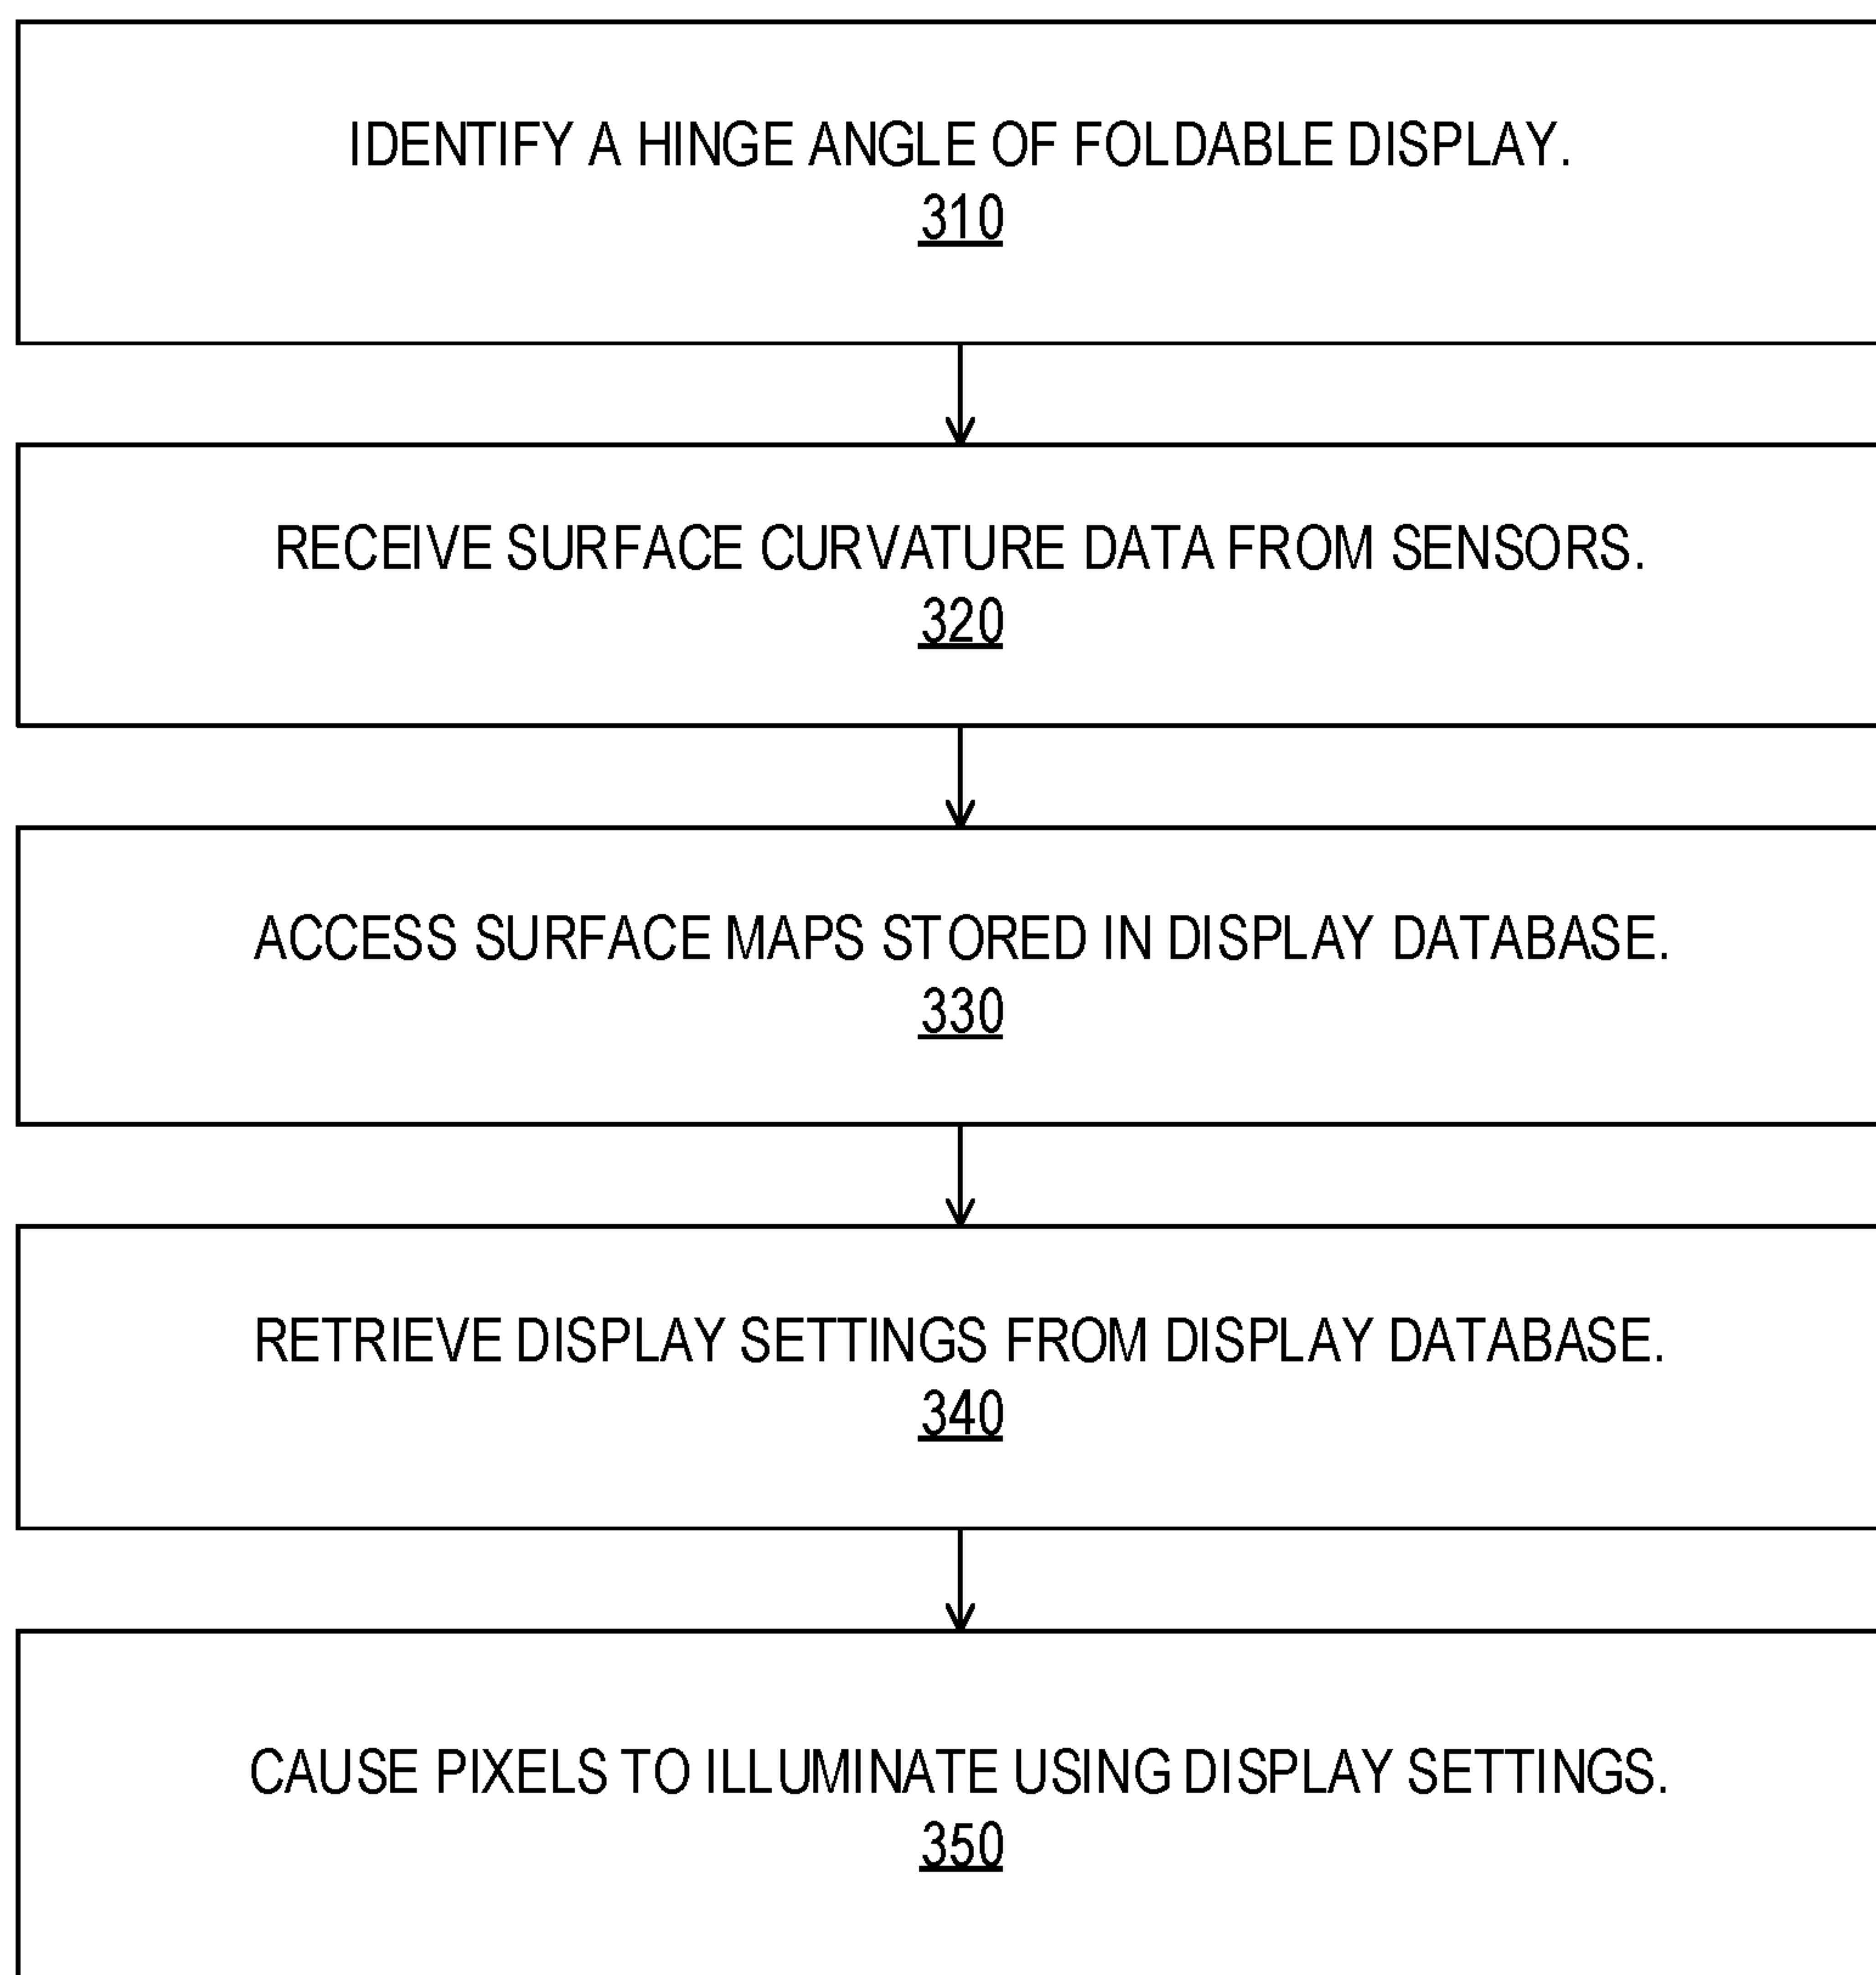 IDENTIFY A HINGE ANGLE OF FOLDABLE DISPLAY.
310
RECEIVE SURFACE CURVATURE DATA FROM SENSORS.
320
ACCESS SURFACE MAPS STORED IN DISPLAY DATABASE.
330
RETRIEVE DISPLAY SETTINGS FROM DISPLAY DATABASE.
340
CAUSE PIXELS TO ILLUMINATE USING DISPLAY SETTINGS.
350